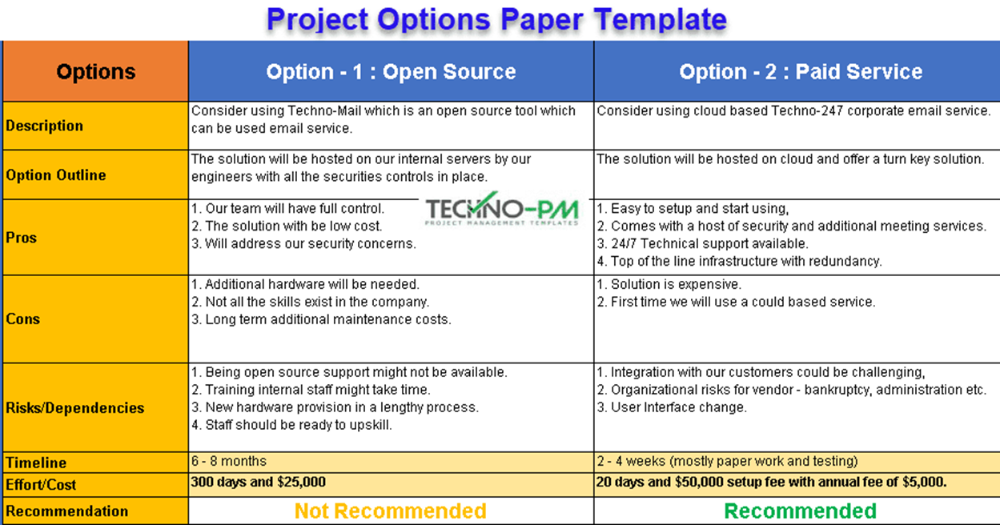 Project Options Paper Template
Options
Option - 1 : Open Source
Option - 2 : Paid Service
Description
Consider using Techno-Mail which is an open source tool which
can be used email service.
Consider using cloud based Techno-247 corporate email service.
Option Outline
The solution will be hosted on our internal servers by our
engineers with all the securities controls in place.
The solution will be hosted on cloud and offer a turn key solution.
Pros
1. Our team will have full control.
2. The solution with be low cost.
3. Will address our security concerns.
TECHNO-PM
PROJECT MANAGEMENT TEMPLATES
1. Easy to setup and start using,
2. Comes with a host of security and additional meeting services.
3. 24/7 Technical support available.
4. Top of the line infrastructure with redundancy.
Cons
1. Additional hardware will be needed.
2. Not all the skills exist in the company.
3. Long term additional maintenance costs.
1. Solution is expensive.
2. First time we will use a could based service.
Risks/Dependencies
1. Being open source support might not be available.
2. Training internal staff might take time.
3. New hardware provision in a lengthy process.
4. Staff should be ready to upskill.
1. Integration with our customers could be challenging,
2. Organizational risks for vendor - bankruptcy, administration etc.
3. User Interface change.
Timeline
6 - 8 months
2 - 4 weeks (mostly paper work and testing)
Effort/Cost
300 days and $25,000
20 days and $50,000 setup fee with annual fee of $5,000.
Recommendation
Not Recommended
Recommended